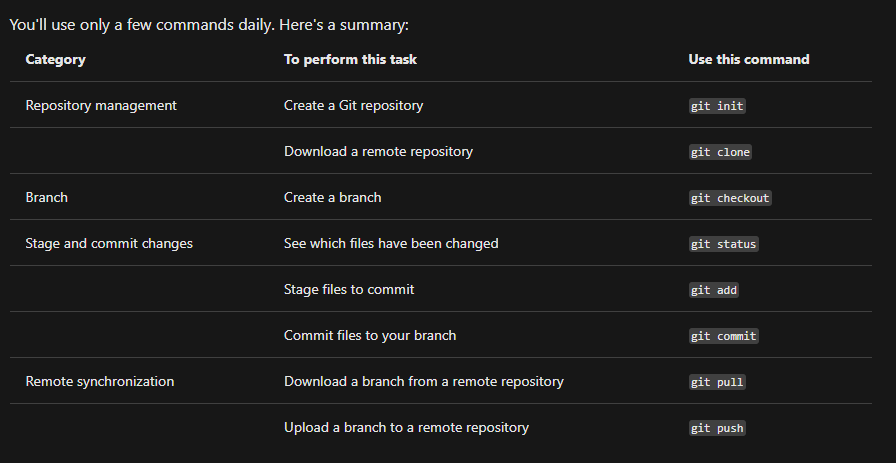 You'll use only a few commands daily. Here's a summary:
Category To perform this task Use this command
Repository management Create a Git repository git init
Download a remote repository git clone
Branch Create a branch git checkout
Stage and commit changes See which files have been changed git status
Stage files to commit git add
Commit files to your branch git commit
Remote synchronization Download a branch from a remote repository git pull
Upload a branch to a remote repository git push